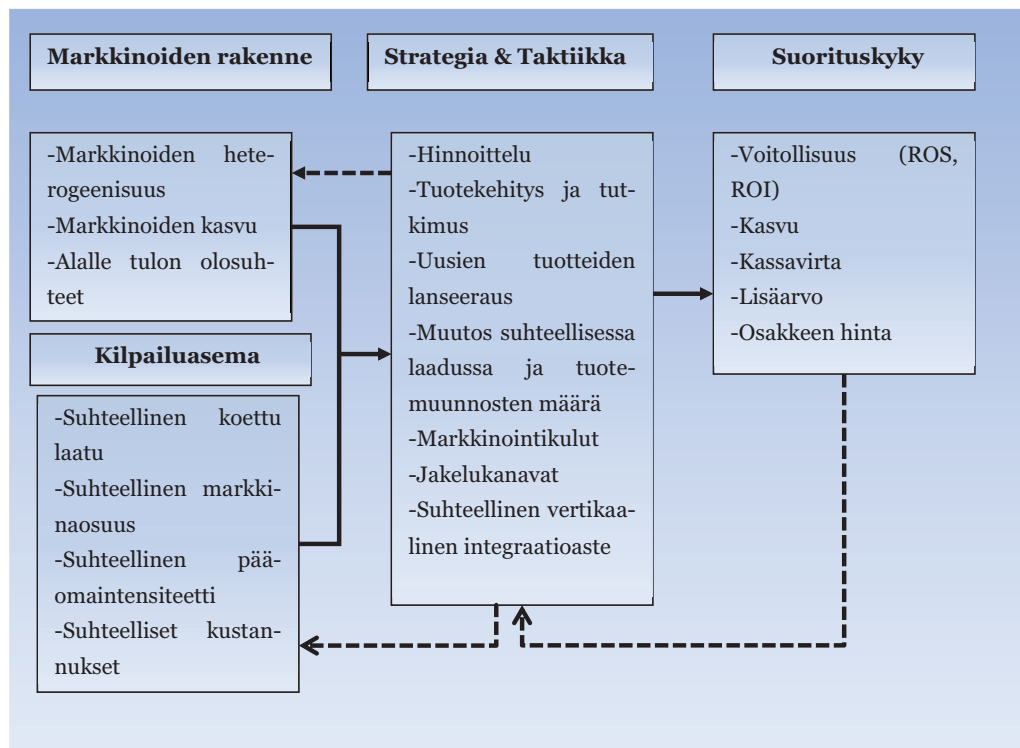 Markkinoiden rakenne
-Markkinoiden hete-
rogeenisuus
-Markkinoiden kasvu
-Alalle tulon olosuh-
teet
Kilpailuasema
-Suhteellinen koettu
laatu
-Suhteellinen markki-
naosuus
-Suhteellinen pää-
omaintensiteetti
-Suhteelliset kustan-
nukset
Strategia & Taktiikka
-Hinnoittelu
-Tuotekehitys ja tut-
kimus
-Uusien tuotteiden
lanseeraus
-Muutos suhteellisessa
laadussa ja tuote-
muunnosten määrä
-Markkinointikulut
-Jakelukanavat
-Suhteellinen vertikaa-
linen integraatioaste
Suorituskyky
-Voitollisuus (ROS,
ROI)
-Kasvu
-Kassavirta
-Lisäarvo
-Osakkeen hinta